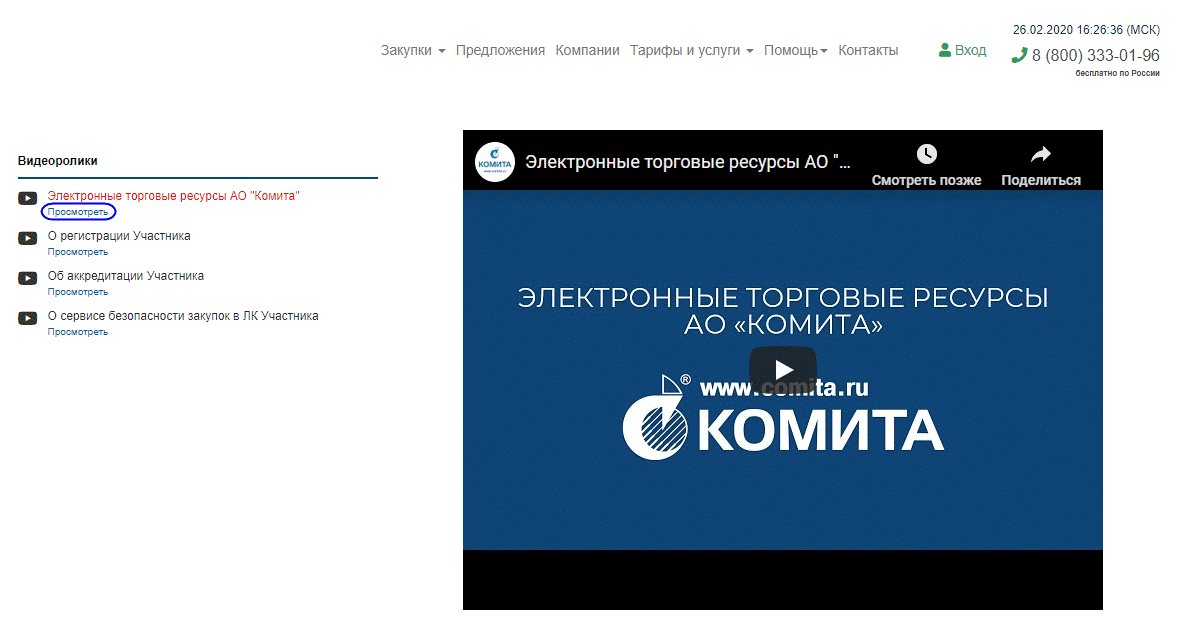 26.02.2020 16:26:36 (МСК)
Закупки Предложения Компании Тарифы и услуги Помощь Контакты Вход 8 (800) 333-01-96
бесплатно по России
Видеоролики
Электронные торговые ресурсы АО "Комита"
Просмотреть
О регистрации Участника
Просмотреть
Об аккредитации Участника
Просмотреть
О сервисе безопасности закупок в ЛК Участника
Просмотреть
КОМИТА
www.comita.ru
Электронные торговые ресурсы АО "...
Смотреть позже Поделиться
ЭЛЕКТРОННЫЕ ТОРГОВЫЕ РЕСУРСЫ
АО «КОМИТА»
®
www.comita.ru
КОМИТА